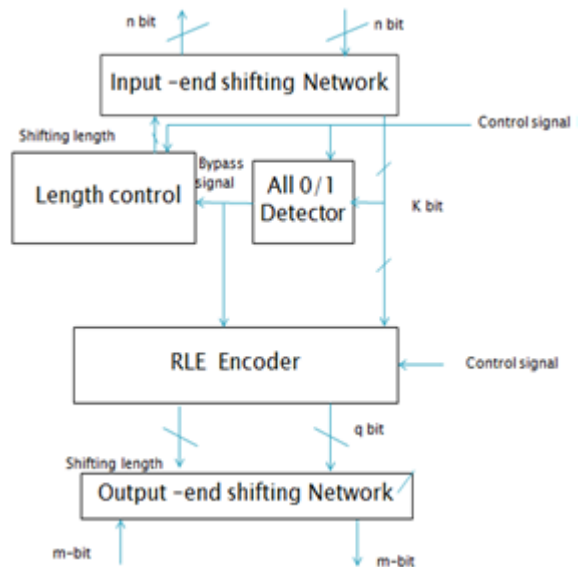 n bit
n bit
Input -end shifting Network
Shifting length
Control signal
Bypass
signal
Length control
All 0/1
Detector
K bit
RLE Encoder
Control signal
q bit
Shifting length
Output -end shifting Network
m-bit
m-bit